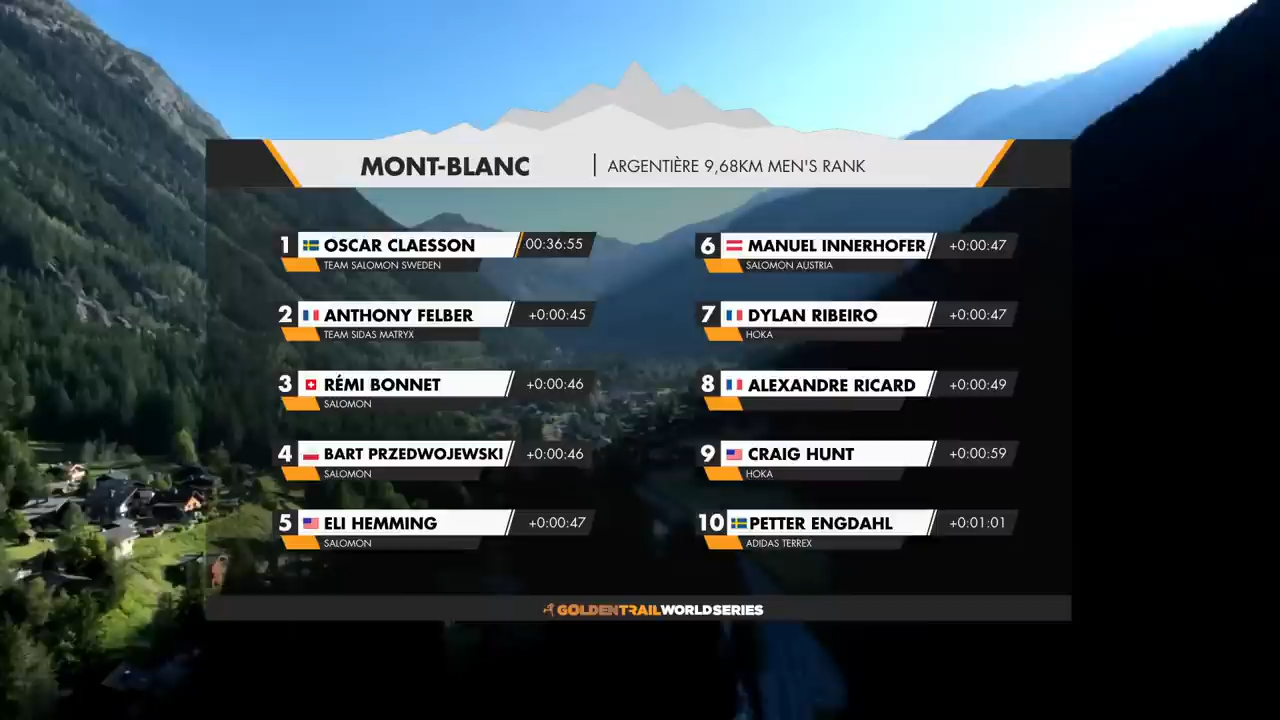 MONT-BLANC | ARGENTIÈRE 9,68KM MEN'S RANK
1 OSCAR CLAESSON 00:36:55
TEAM SALOMON SWEDEN
2 ANTHONY FELBER +0:00:45
TEAM SIDAS MATRYX
3 RÉMI BONNET +0:00:46
SALOMON
4 BART PRZEDWOJEWSKI +0:00:46
SALOMON
5 ELI HEMMING +0:00:47
SALOMON
6 MANUEL INNERHOFER +0:00:47
SALOMON AUSTRIA
7 DYLAN RIBEIRO +0:00:47
HOKA
8 ALEXANDRE RICARD +0:00:49
9 CRAIG HUNT +0:00:59
HOKA
10 PETTER ENGDAHL +0:01:01
ADIDAS TERREX
GOLDENTRAILWORLDSERIES